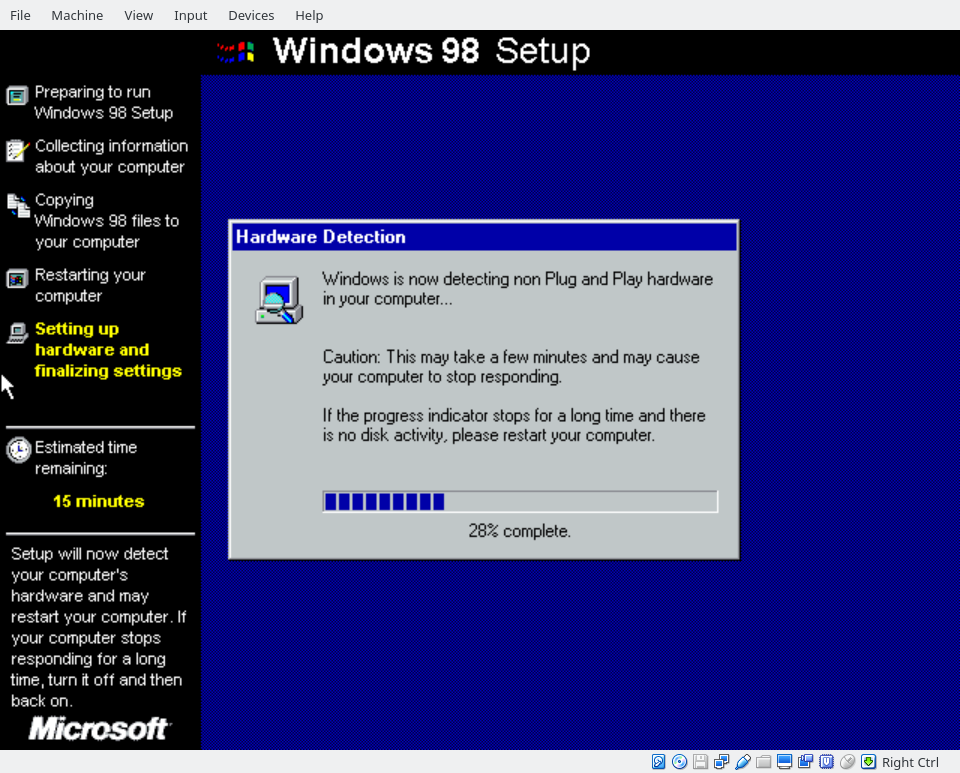 File Machine View Input Devices Help
Windows 98 Setup
Preparing to run
Windows 98 Setup
Collecting information
about your computer
Copying
Windows 98 files to
your computer
Restarting your
computer
Setting up
hardware and
finalizing settings
Estimated time
remaining:
15 minutes
Setup will now detect
your computer's
hardware and may
restart your computer. If
your computer stops
responding for a long
time, turn it off and then
back on.
Microsoft
Hardware Detection
Windows is now detecting non Plug and Play hardware
in your computer...
Caution: This may take a few minutes and may cause
your computer to stop responding.
If the progress indicator stops for a long time and there
is no disk activity, please restart your computer.
28% complete.
Right Ctrl